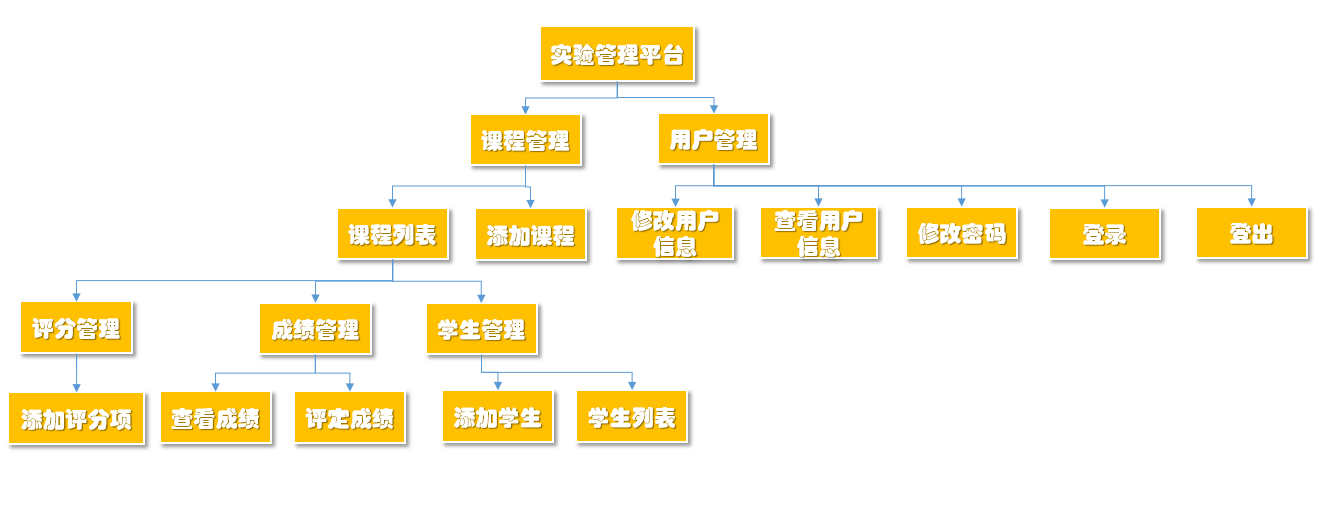 实验管理平台
课程管理
用户管理
课程列表
添加课程
修改用户
信息
查看用户
信息
修改密码
登录
登出
评分管理
成绩管理
学生管理
添加评分项
查看成绩
评定成绩
添加学生
学生列表